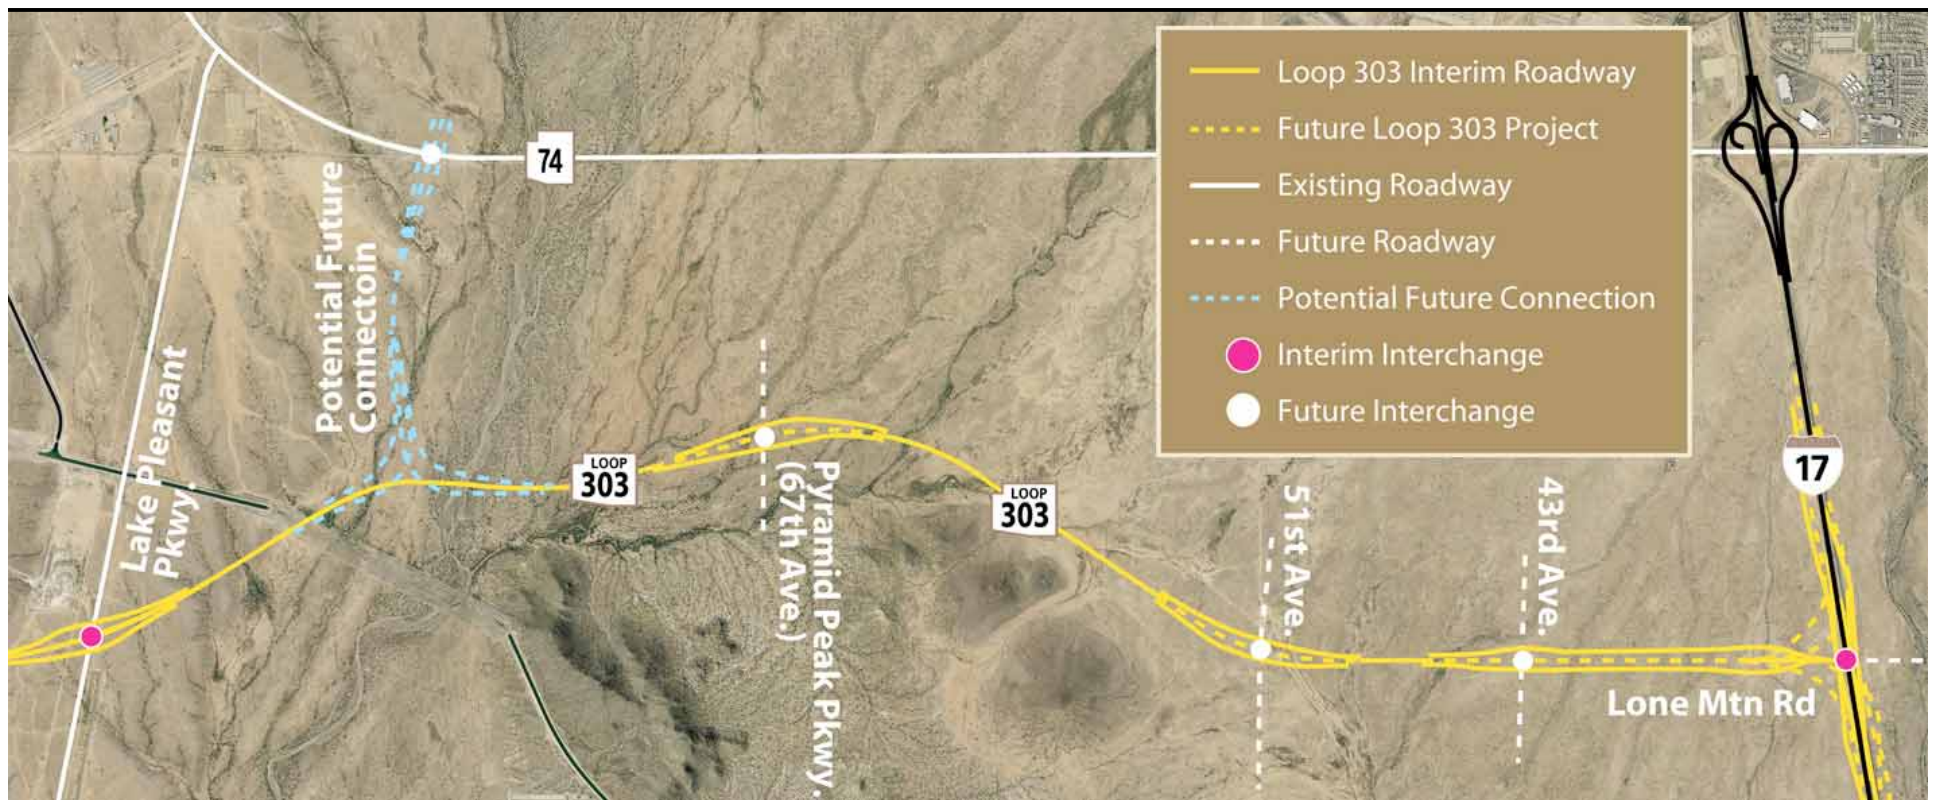 Loop 303 Interim Roadway
Future Loop 303 Project
Existing Roadway
Future Roadway
Potential Future Connection
Interim Interchange
Future Interchange
74
Potential Future
Connectoin
Lake Pleasant
Pkwy.
LOOP
303
Pyramid Peak Pkwy.
(67th Ave.)
LOOP
303
51st Ave.
43rd Ave.
17
Lone Mtn Rd